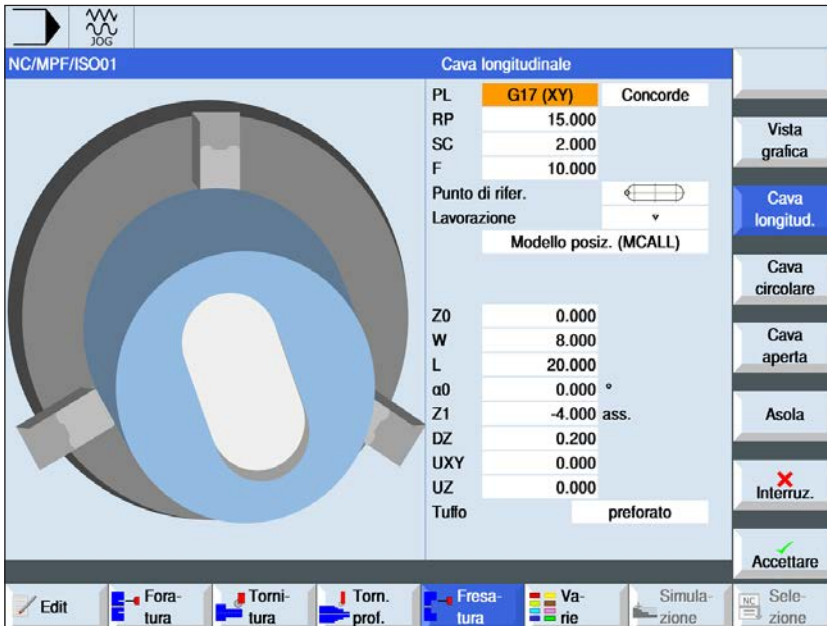 JOG
NC/MPF/ISO01
Cava longitudinale
PL G17 (XY) Concorde
RP 15.000
SC 2.000
F 10.000
Punto di rifer.
Lavorazione ▿
Modello posiz. (MCALL)
Z0 0.000
W 8.000
L 20.000
α0 0.000 °
Z1 -4.000 ass.
DZ 0.200
UXY 0.000
UZ 0.000
Tuffo preforato
Vista
grafica
Cava
longitud.
Cava
circolare
Cava
aperta
Asola
Interruz.
Accettare
Edit
Fora-
tura
Torni-
tura
Torn.
prof.
Fresa-
tura
Va-
rie
Simula-
zione
NC
Sele-
zione